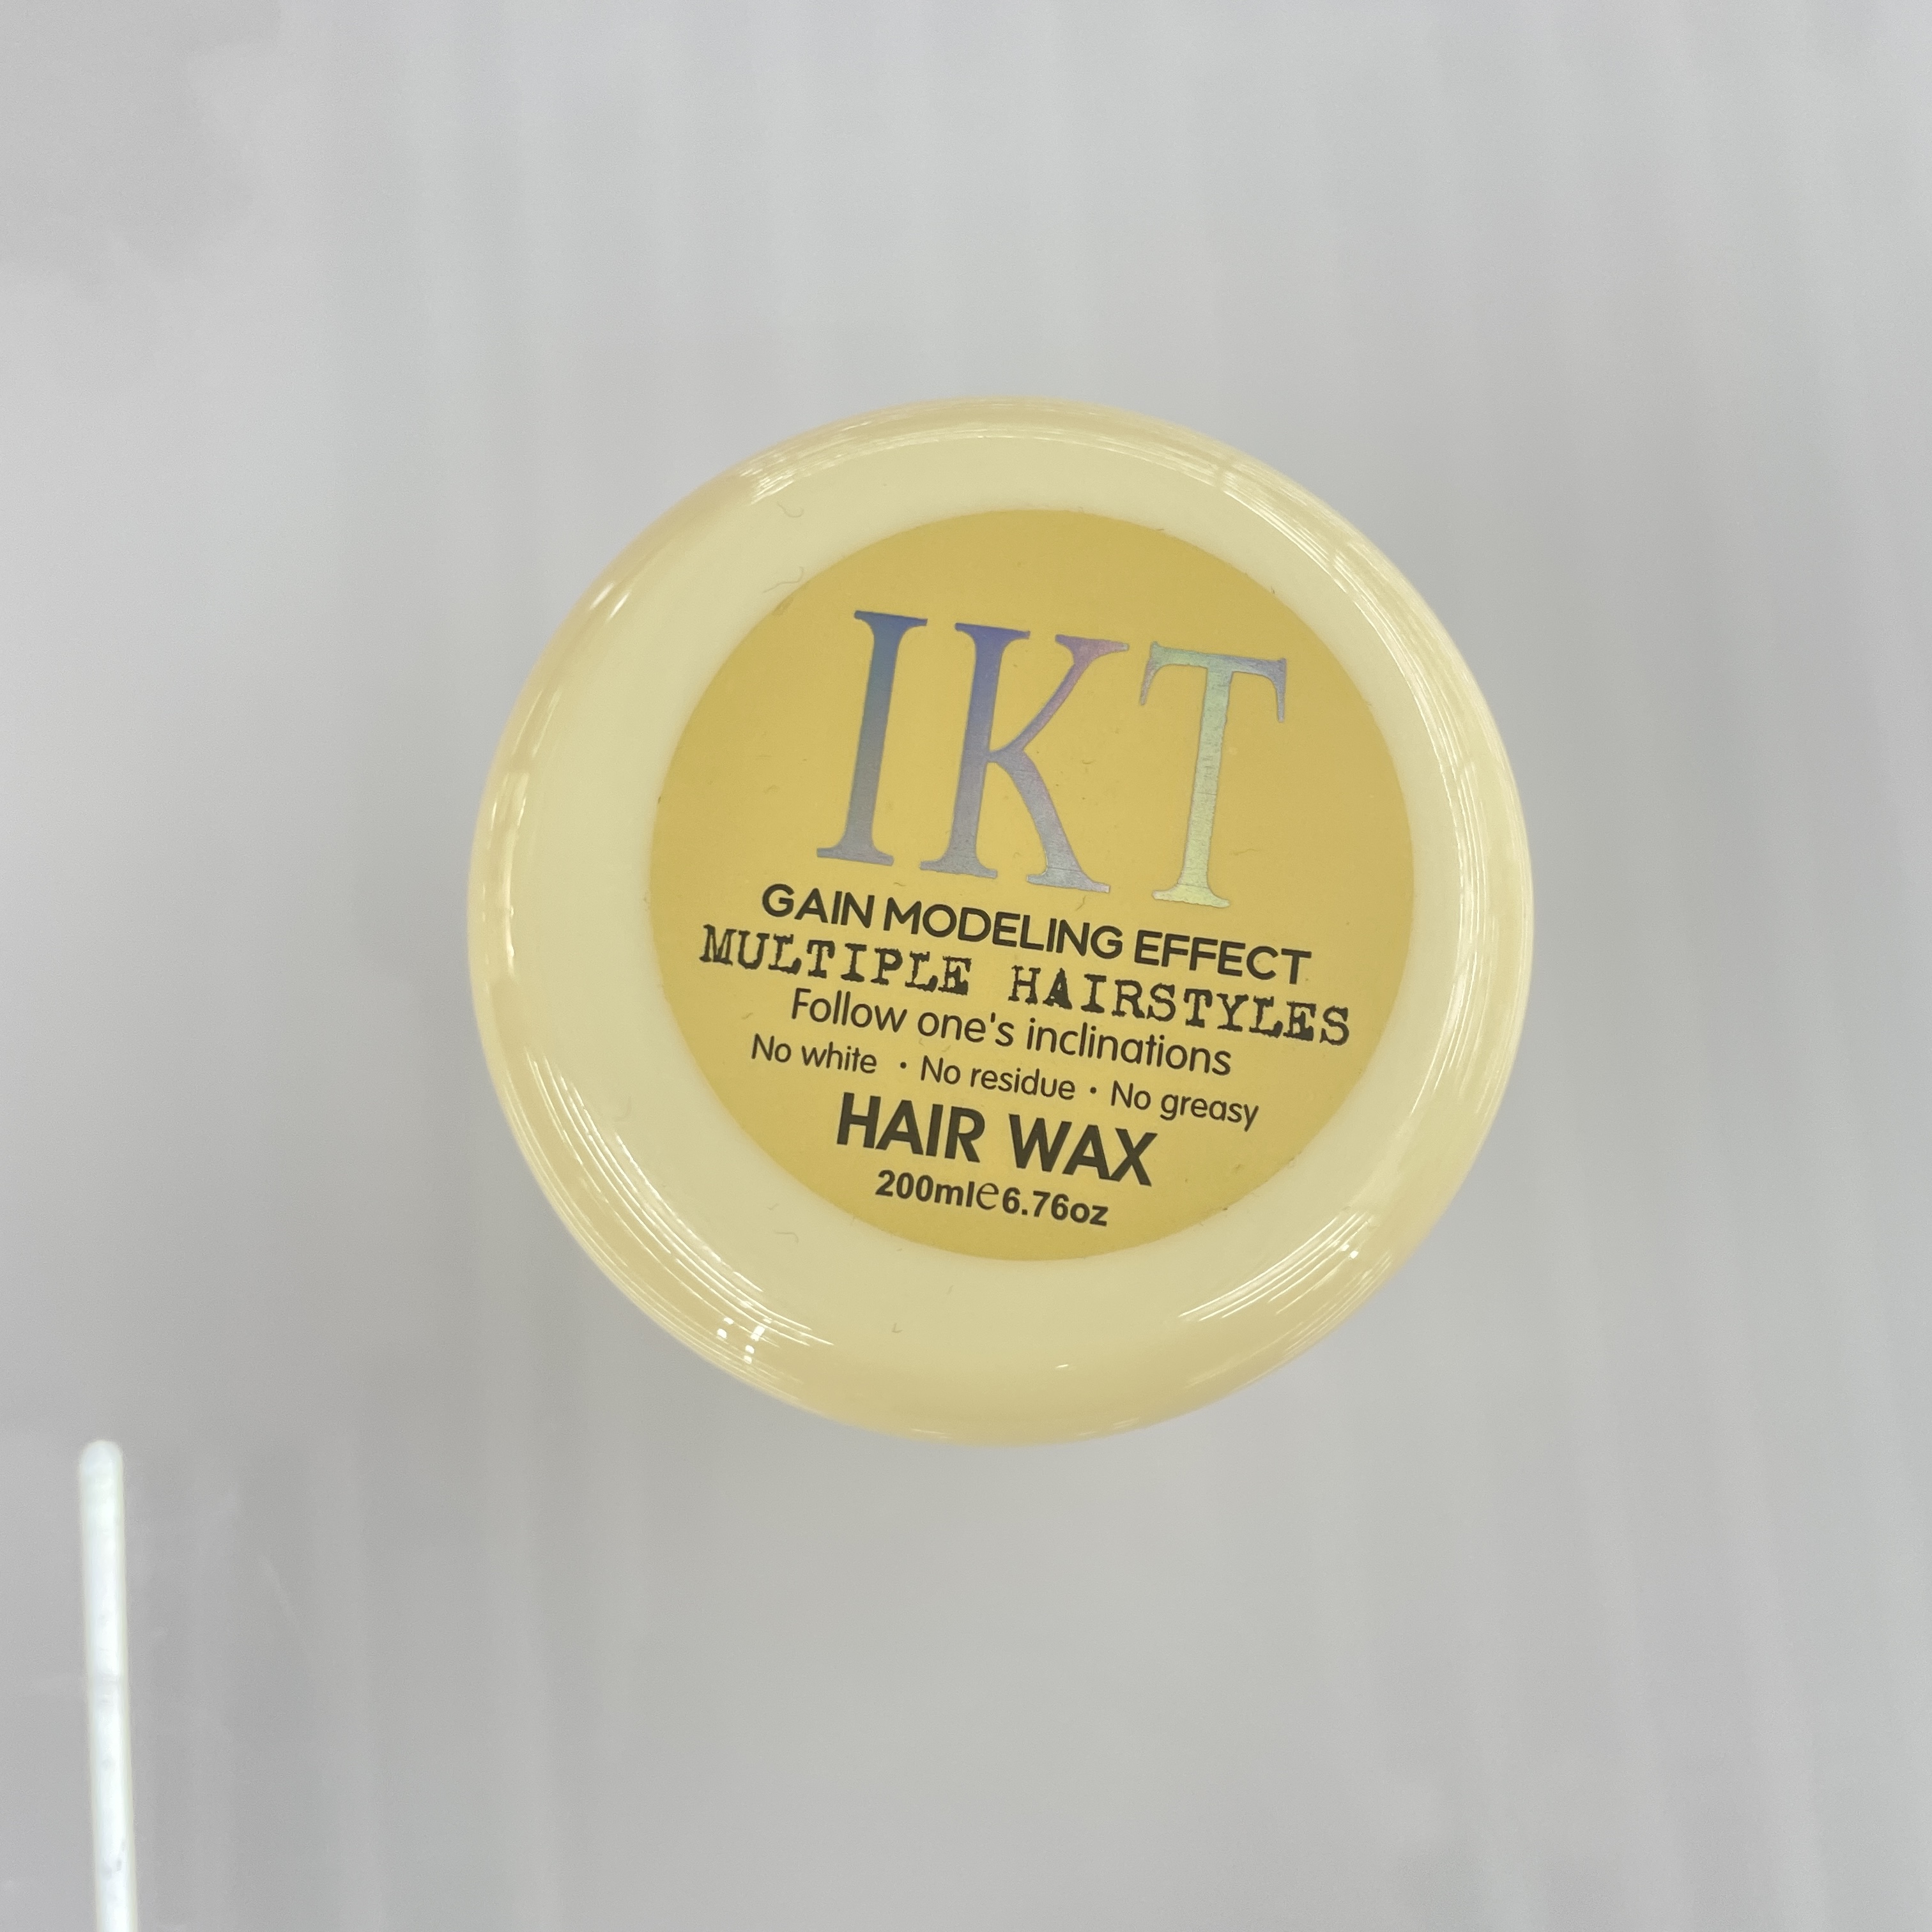 IKT
GAIN MODELING EFFECT
MULTIPLE HAIRSTYLES
Follow one's inclinations
No white · No residue · No greasy
HAIR WAX
200ml℮6.76oz